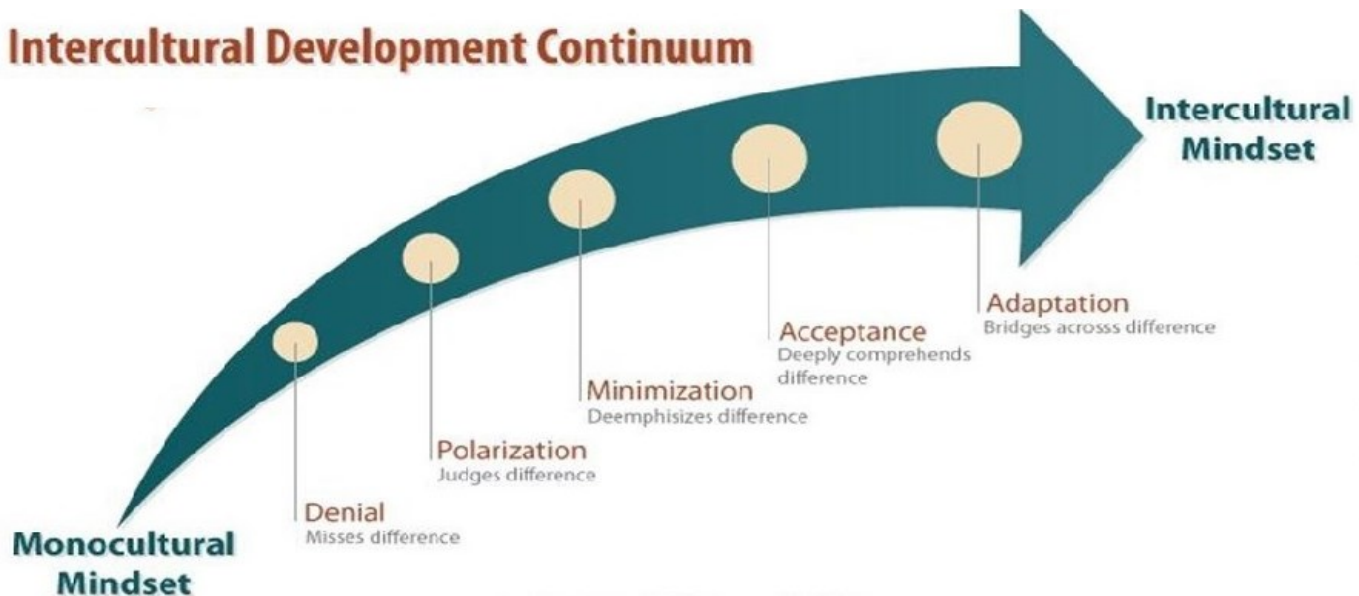 Intercultural Development Continuum
Intercultural
Mindset
Adaptation
Bridges acrosss difference
Acceptance
Deeply comprehends
difference
Minimization
Deemphisizes difference
Polarization
Judges difference
Denial
Misses difference
Monocultural
Mindset